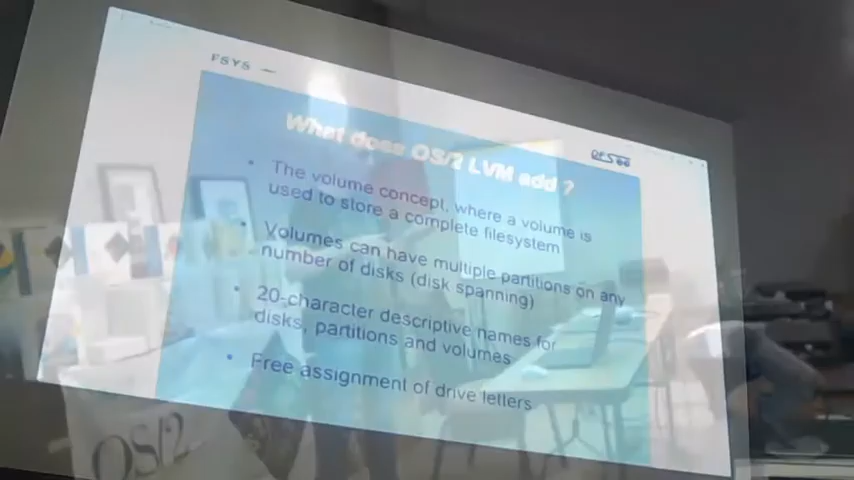 FSYS
What does OS/2 LVM add ?
• The volume concept, where a volume is
used to store a complete filesystem
• Volumes can have multiple partitions on any
number of disks (disk spanning)
• 20-character descriptive names for
disks, partitions and volumes
• Free assignment of drive letters
OS/2